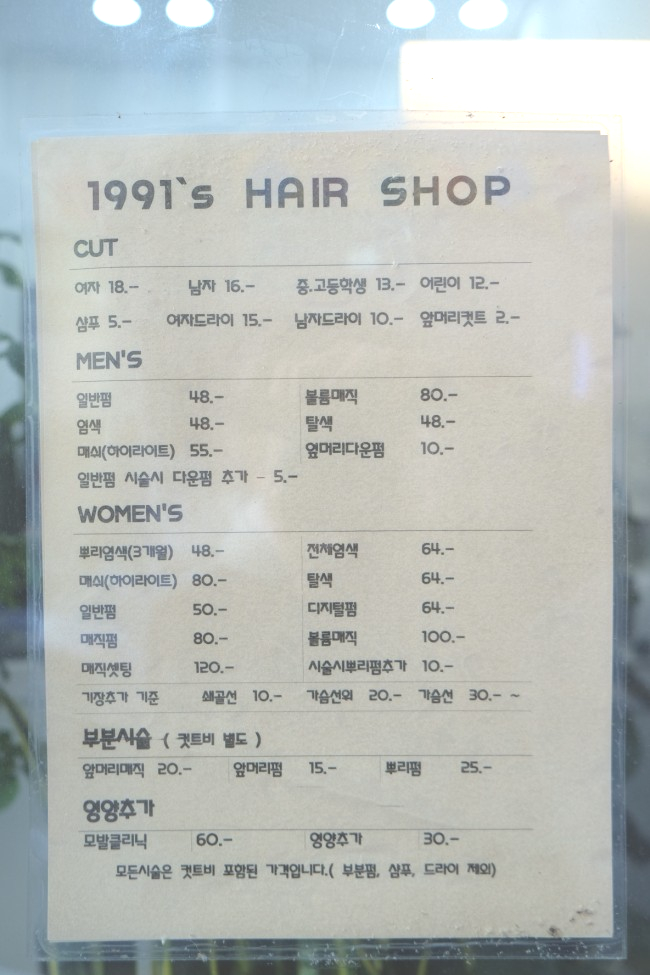 1991`s HAIR SHOP
CUT
여자 18.- 남자 16.- 중.고등학생 13.- 어린이 12.-
샴푸 5.- 여자드라이 15.- 남자드라이 10.- 앞머리컷트 2.-
MEN'S
일반펌 48.- 볼륨매직 80.-
염색 48.- 탈색 48.-
매쉬(하이라이트) 55.- 옆머리다운펌 10.-
일반펌 시술시 다운펌 추가 - 5.-
WOMEN'S
뿌리염색(3개월) 48.- 전체염색 64.-
매쉬(하이라이트) 80.- 탈색 64.-
일반펌 50.- 디지털펌 64.-
매직펌 80.- 볼륨매직 100.-
매직셋팅 120.- 시술시뿌리펌추가 10.-
기장추가 기준 쇄골선 10.- 가슴선위 20.- 가슴선 30.- ~
부분시술 ( 컷트비 별도 )
앞머리매직 20.- 앞머리펌 15.- 뿌리펌 25.-
영양추가
모발클리닉 60.- 영양추가 30.-
모든시술은 컷트비 포함된 가격입니다.( 부분펌, 샴푸, 드라이 제외)